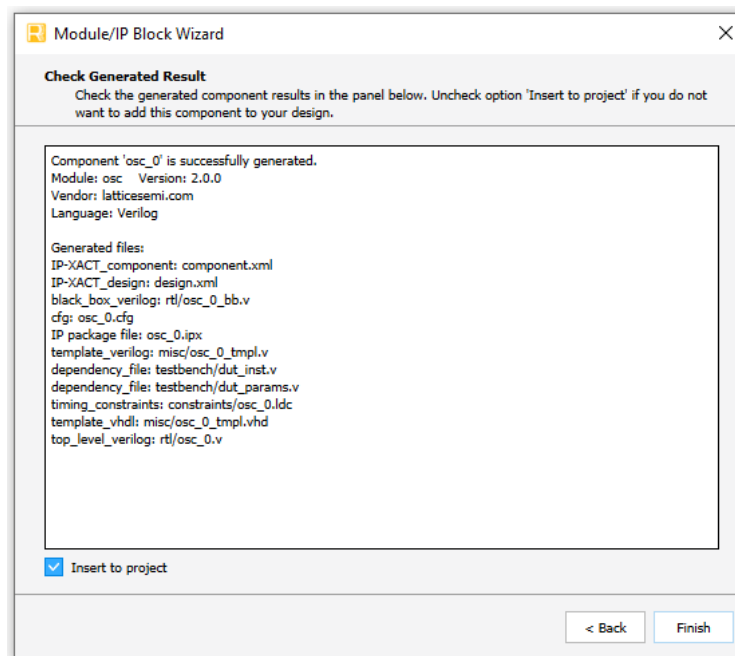 Module/IP Block Wizard
Check Generated Result
Check the generated component results in the panel below. Uncheck option 'Insert to project' if you do not
want to add this component to your design.
Component 'osc_0' is successfully generated.
Module: osc    Version: 2.0.0
Vendor: latticesemi.com
Language: Verilog
Generated files:
IP-XACT_component: component.xml
IP-XACT_design: design.xml
black_box_verilog: rtl/osc_0_bb.v
cfg: osc_0.cfg
IP package file: osc_0.ipx
template_verilog: misc/osc_0_tmpl.v
dependency_file: testbench/dut_inst.v
dependency_file: testbench/dut_params.v
timing_constraints: constraints/osc_0.ldc
template_vhdl: misc/osc_0_tmpl.vhd
top_level_verilog: rtl/osc_0.v
Insert to project
< Back
Finish